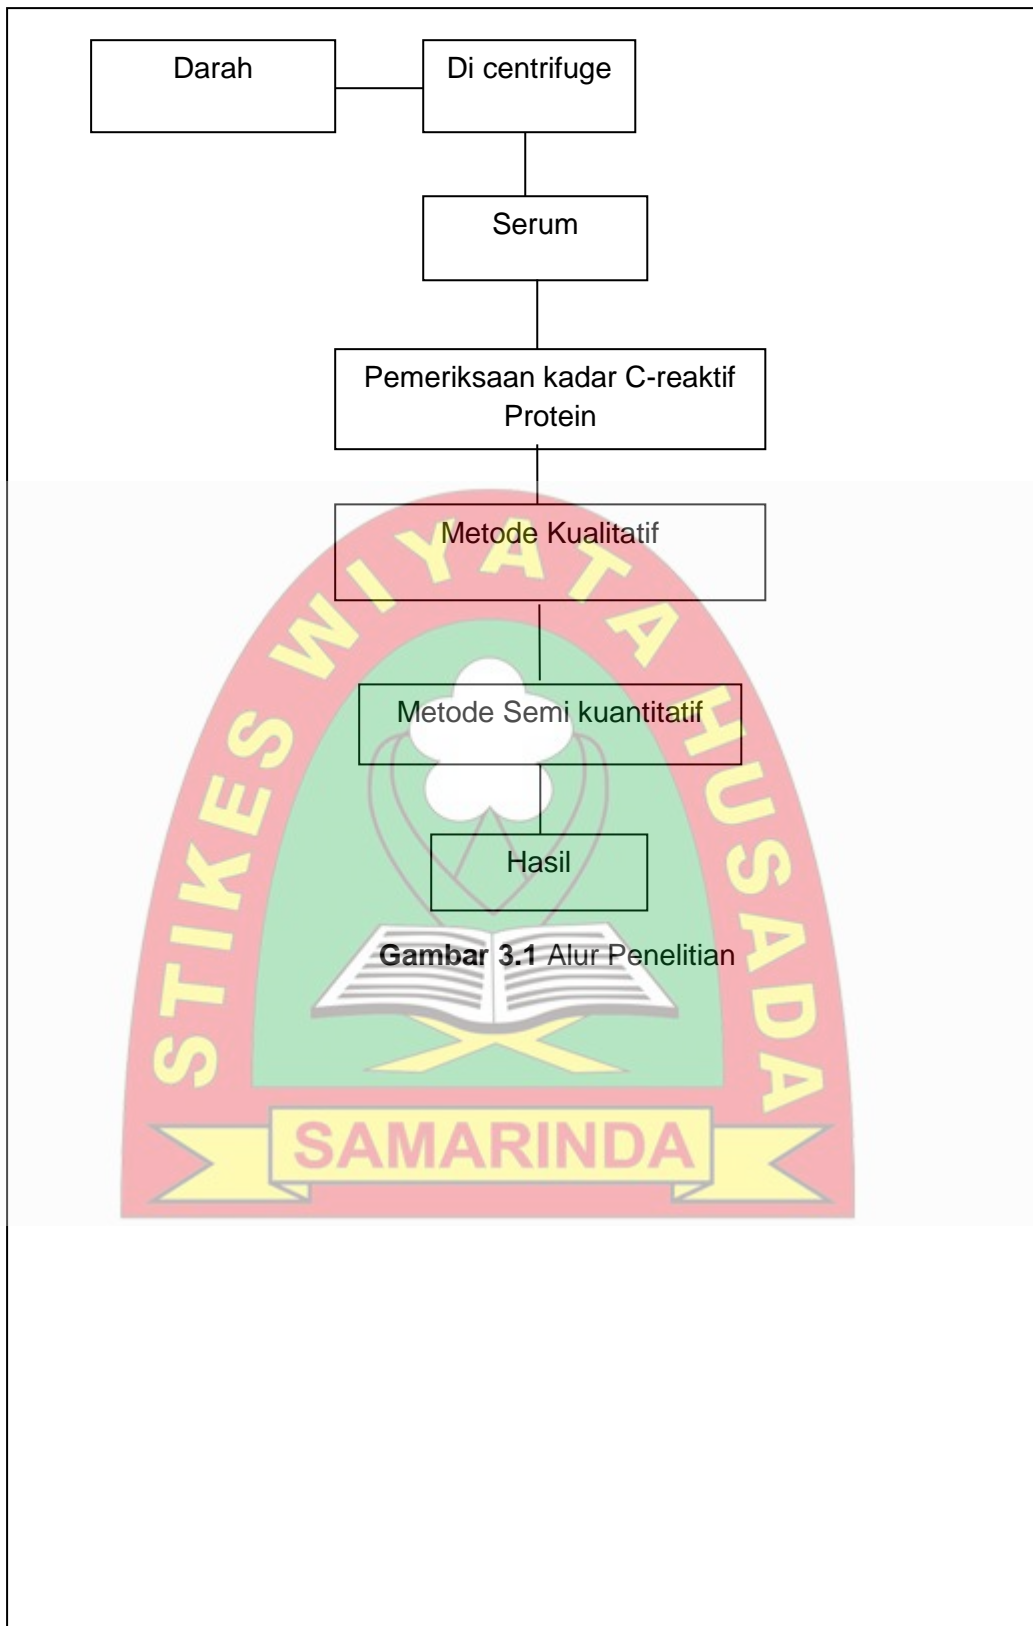 Darah
Di centrifuge
Serum
Pemeriksaan kadar C-reaktif
Protein
Metode Kualitatif
Metode Semi kuantitatif
Hasil
Gambar 3.1 Alur Penelitian
STIKES WIYATA HUSADA
SAMARINDA